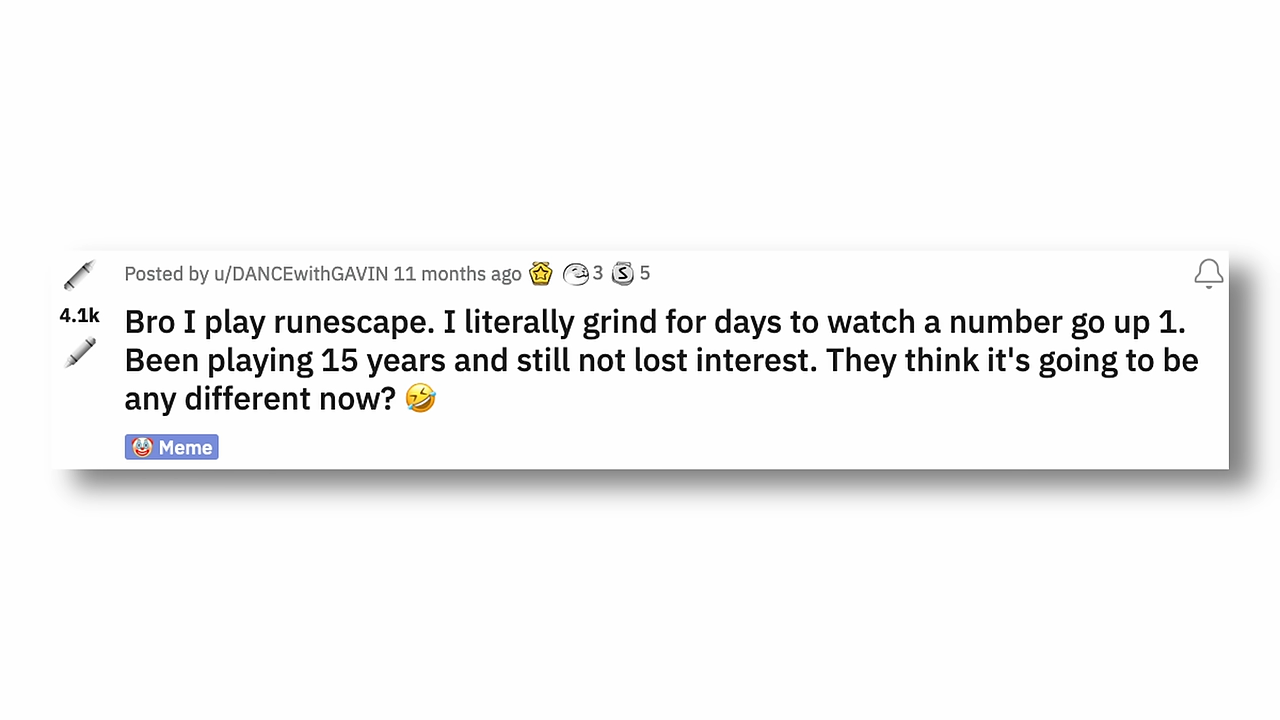 Posted by u/DANCEwithGAVIN 11 months ago 3 5
4.1k
Bro I play runescape. I literally grind for days to watch a number go up 1.
Been playing 15 years and still not lost interest. They think it's going to be
any different now? 🤣
🤡 Meme